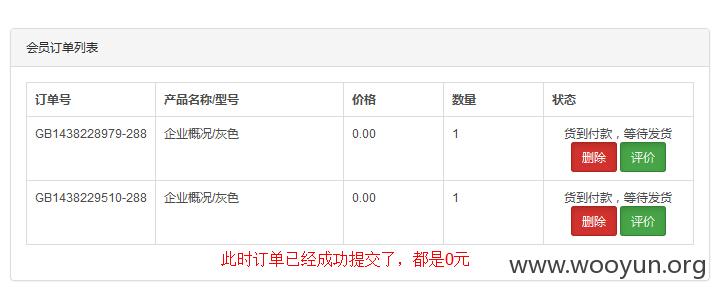 会员订单列表
订单号 产品名称/型号 价格 数量 状态
GB1438228979-288 企业概况/灰色 0.00 1 货到付款，等待发货
删除 评价
GB1438229510-288 企业概况/灰色 0.00 1 货到付款，等待发货
删除 评价
此时订单已经成功提交了，都是0元
www.wooyun.org